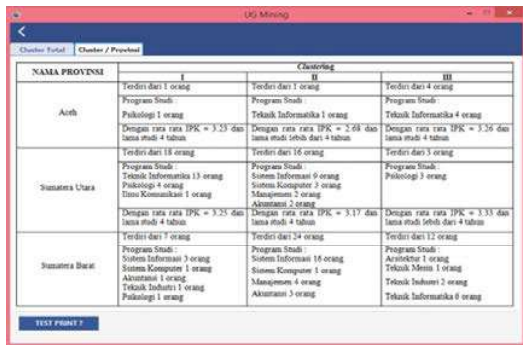 UG Mining
Cluster Total Cluster / Provinsi
NAMA PROVINSI
Clustering
I II III
Aceh
Terdiri dari 1 orang
Program Studi :
Psikologi 1 orang
Dengan rata rata IPK = 3.23 dan
lama studi 4 tahun
Terdiri dari 1 orang
Program Studi :
Teknik Informatika 1 orang
Dengan rata rata IPK = 2.68 dan
lama studi lebih dari 4 tahun
Terdiri dari 4 orang
Program Studi :
Teknik Informatika 4 orang
Dengan rata rata IPK = 3.26 dan
lama studi 4 tahun
Sumatera Utara
Terdiri dari 18 orang
Program Studi :
Teknik Informatika 13 orang
Psikologi 4 orang
Ilmu Komunikasi 1 orang
Dengan rata rata IPK = 3.25 dan
lama studi 4 tahun
Terdiri dari 16 orang
Program Studi :
Sistem Informasi 9 orang
Sistem Komputer 3 orang
Manajemen 2 orang
Akuntansi 2 orang
Dengan rata rata IPK = 3.17 dan
lama studi 4 tahun
Terdiri dari 3 orang
Program Studi :
Psikologi 3 orang
Dengan rata rata IPK = 3.33 dan
lama studi lebih dari 4 tahun
Sumatera Barat
Terdiri dari 7 orang
Program Studi :
Sistem Informasi 3 orang
Sistem Komputer 1 orang
Akuntansi 1 orang
Teknik Industri 1 orang
Psikologi 1 orang
Terdiri dari 24 orang
Program Studi :
Sistem Informasi 16 orang
Sistem Komputer 1 orang
Manajemen 4 orang
Akuntansi 3 orang
Terdiri dari 12 orang
Program Studi :
Arsitektur 1 orang
Teknik Mesin 1 orang
Teknik Industri 2 orang
Teknik Informatika 6 orang
TEST PRINT ?